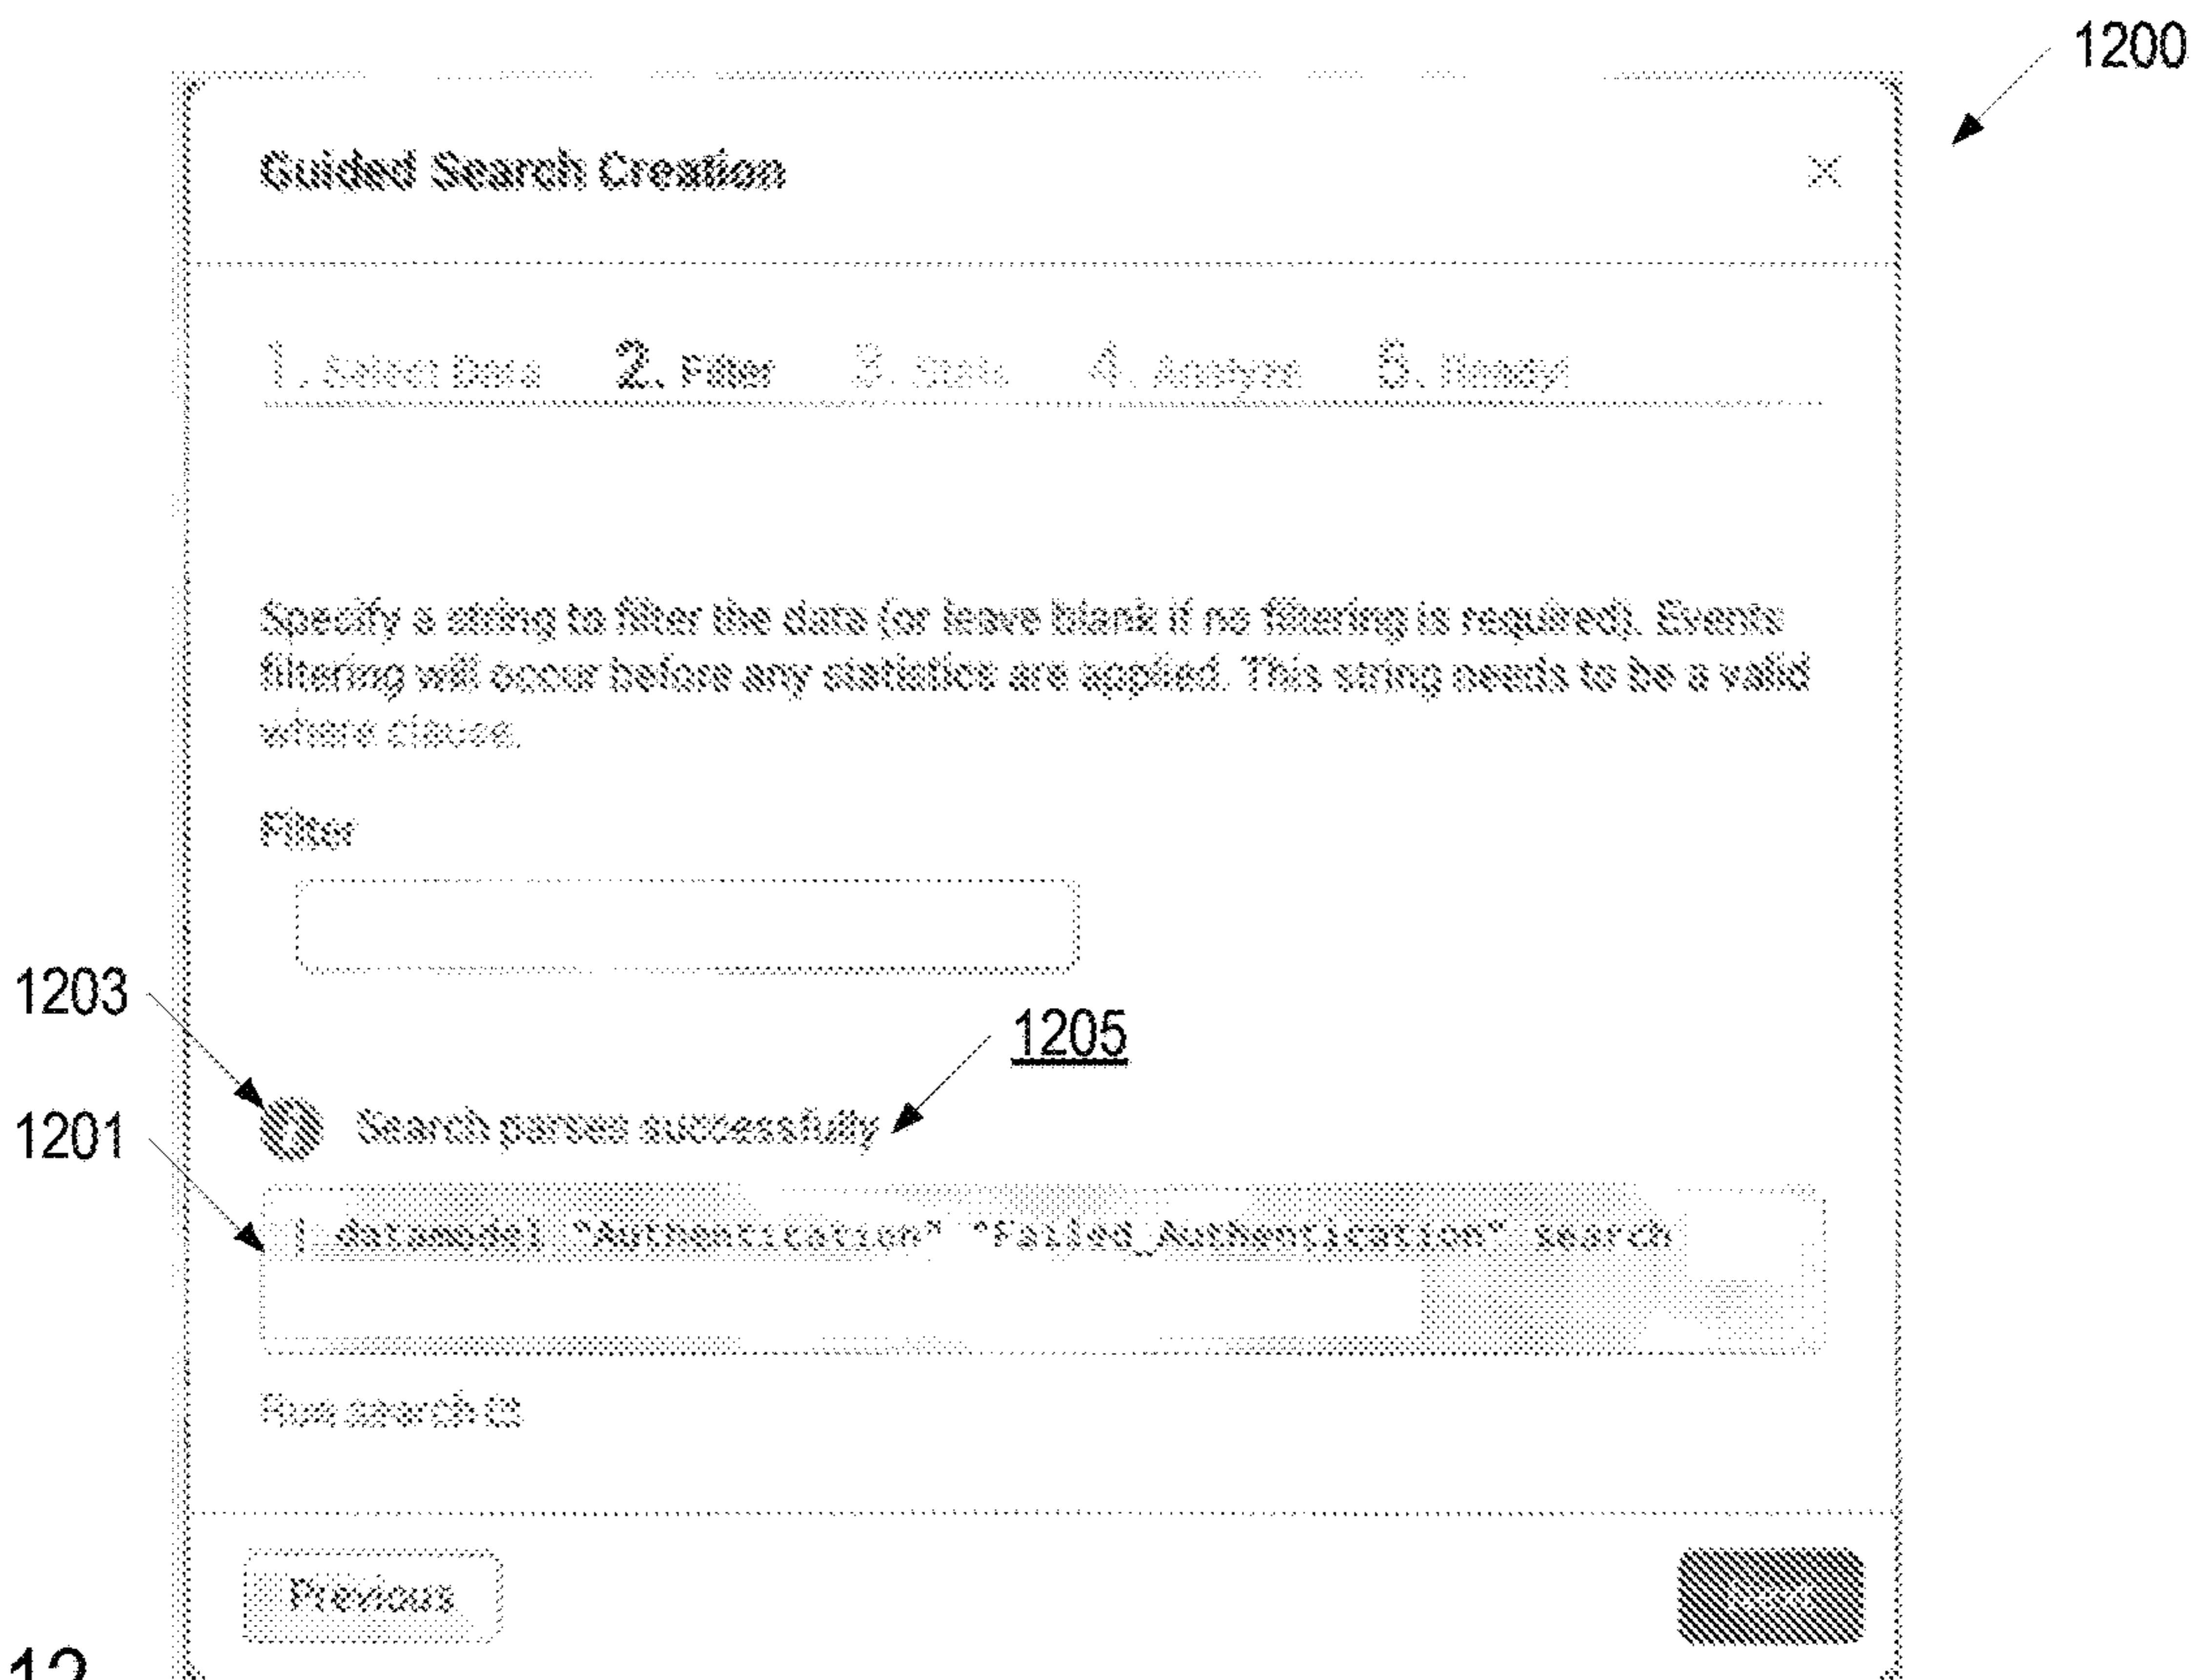 1200
Guided Search Creation ×
1. Select Data 2. Filter 3. Stats 4. Analyze 5. Ready!
Specify a string to filter the data (or leave blank if no filtering is required). Events
filtering will occur before any statistics are applied. This string needs to be a valid
where clause.
Filter
1203
1205
Search parses successfully
1201
| datamodel "Authentication" "Failed_Authentication" search
Run search
Previous
12